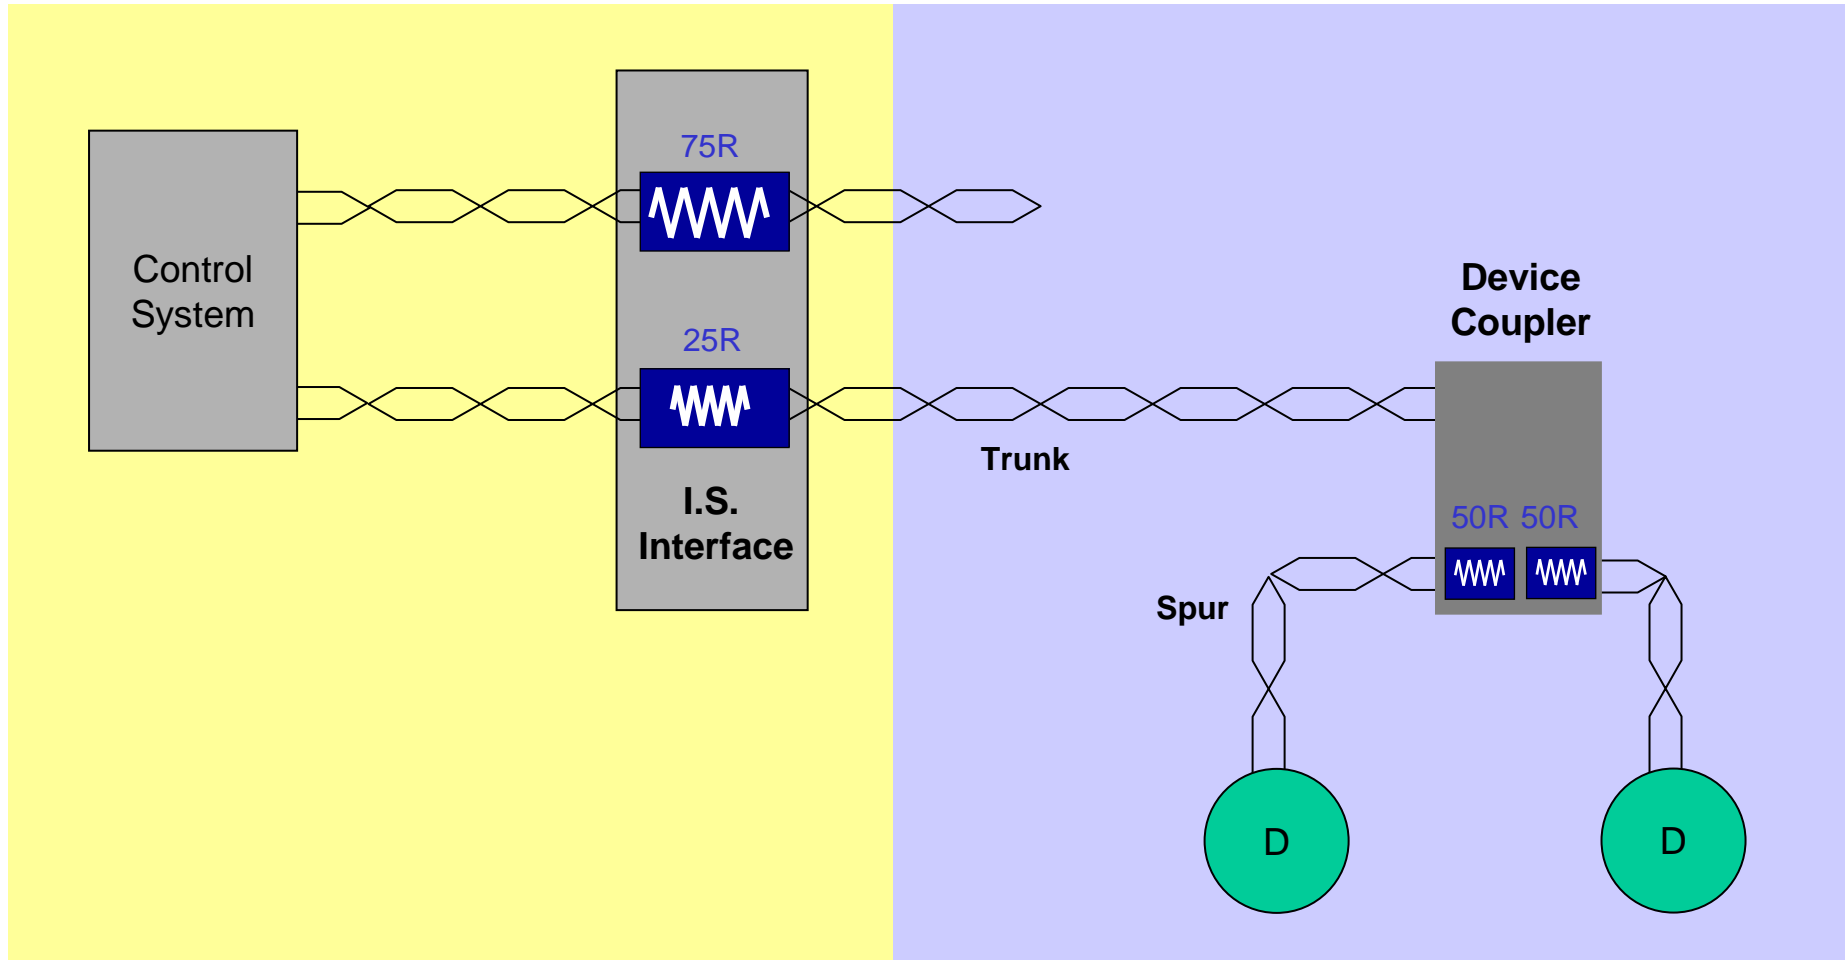 Control
System
75R
25R
I.S.
Interface
Trunk
Device
Coupler
50R 50R
Spur
D
D